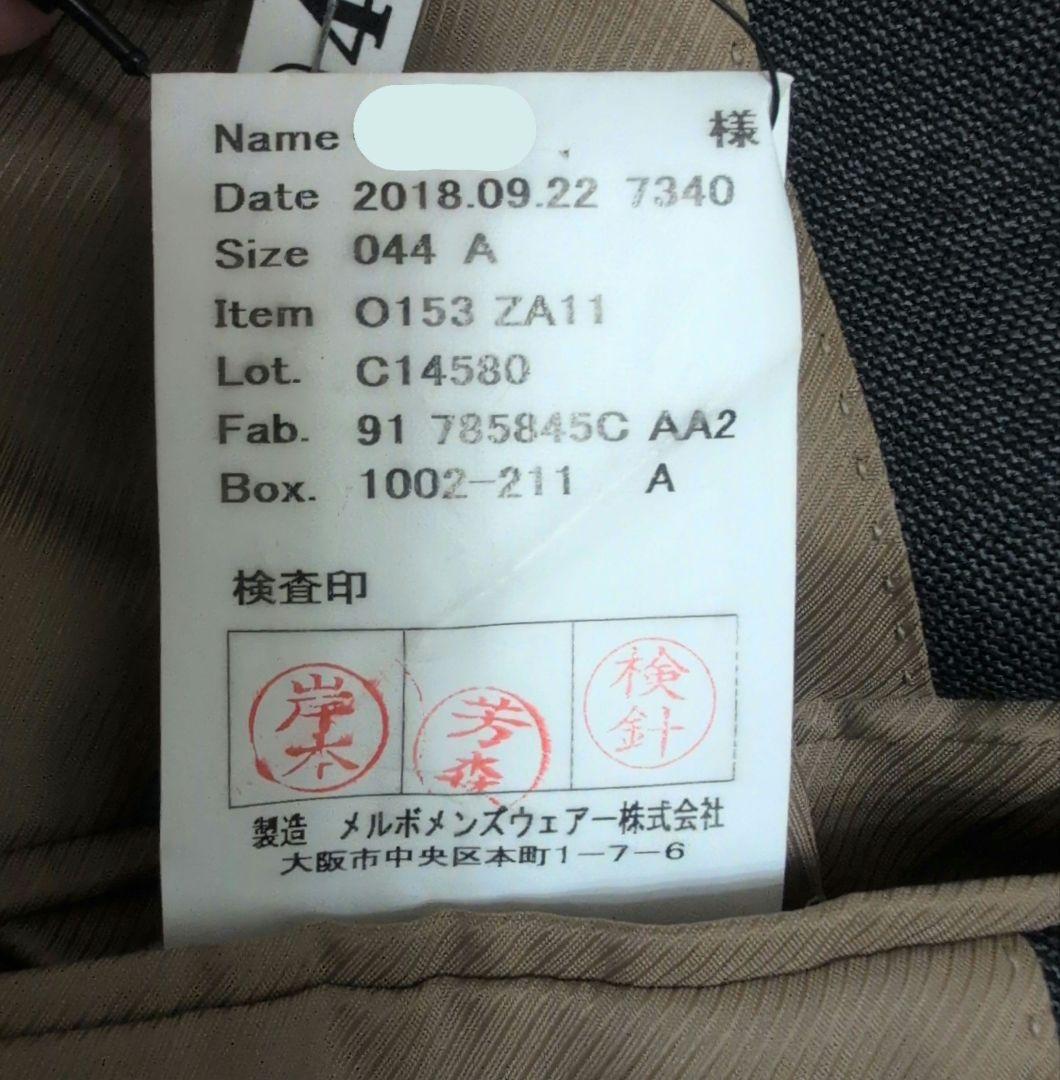 4
Name 様
Date 2018.09.22 7340
Size 044 A
Item O153 ZA11
Lot. C14580
Fab. 91 785845C AA2
Box. 1002-211 A
検査印
岸本
芳森
検針
製造 メルボメンズウェアー株式会社
大阪市中央区本町1-7-6